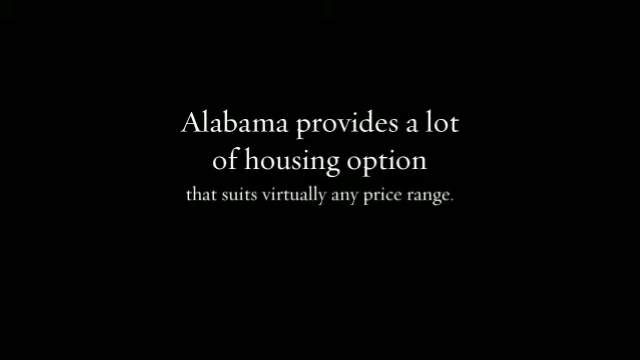 Alabama provides a lot
of housing option
that suits virtually any price range.